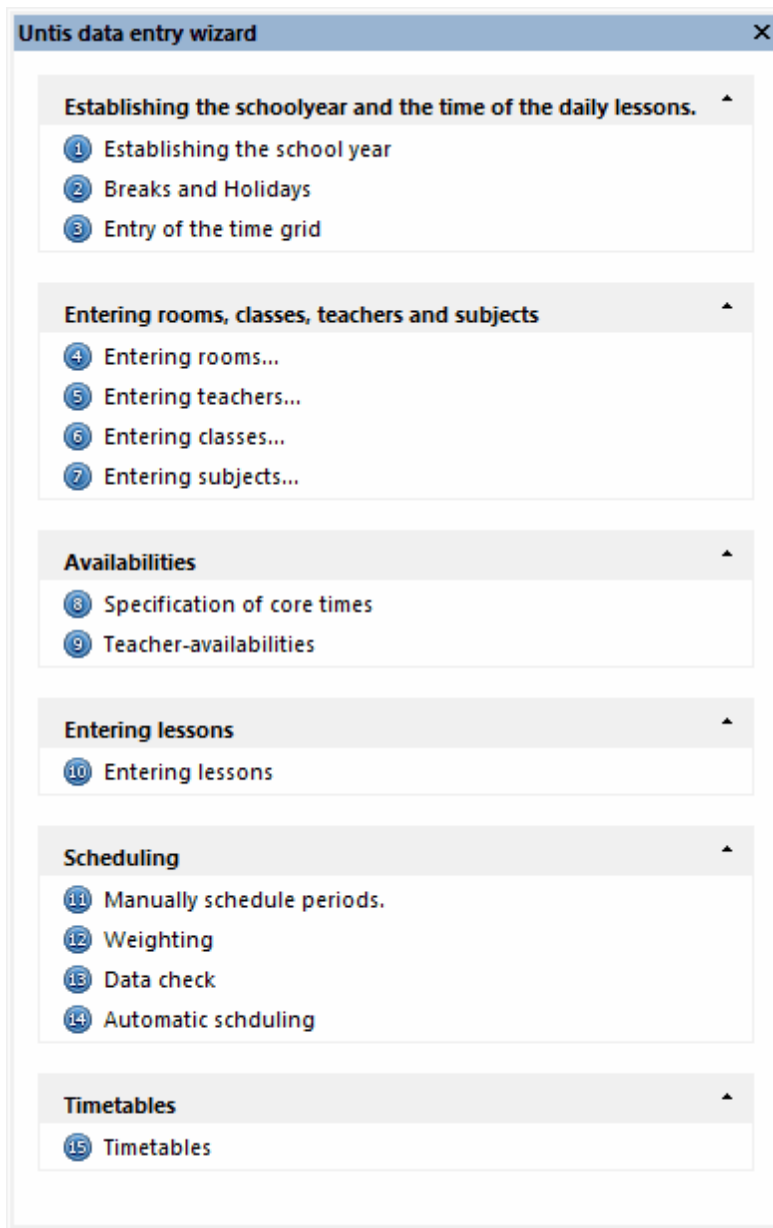 Untis data entry wizard
Establishing the schoolyear and the time of the daily lessons.
1 Establishing the school year
2 Breaks and Holidays
3 Entry of the time grid
Entering rooms, classes, teachers and subjects
4 Entering rooms...
5 Entering teachers...
6 Entering classes...
7 Entering subjects...
Availabilities
8 Specification of core times
9 Teacher-availabilities
Entering lessons
10 Entering lessons
Scheduling
11 Manually schedule periods.
12 Weighting
13 Data check
14 Automatic schduling
Timetables
15 Timetables